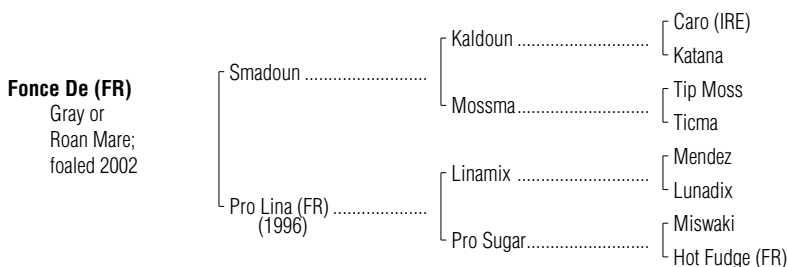 Fonce De (FR)
Gray or
Roan Mare;
foaled 2002
Smadoun ............................
Pro Lina (FR) .....................
(1996)
Kaldoun ..............................
Mossma..............................
Linamix ..............................
Pro Sugar............................
Caro (IRE)
Katana
Tip Moss
Ticma
Mendez
Lunadix
Miswaki
Hot Fudge (FR)